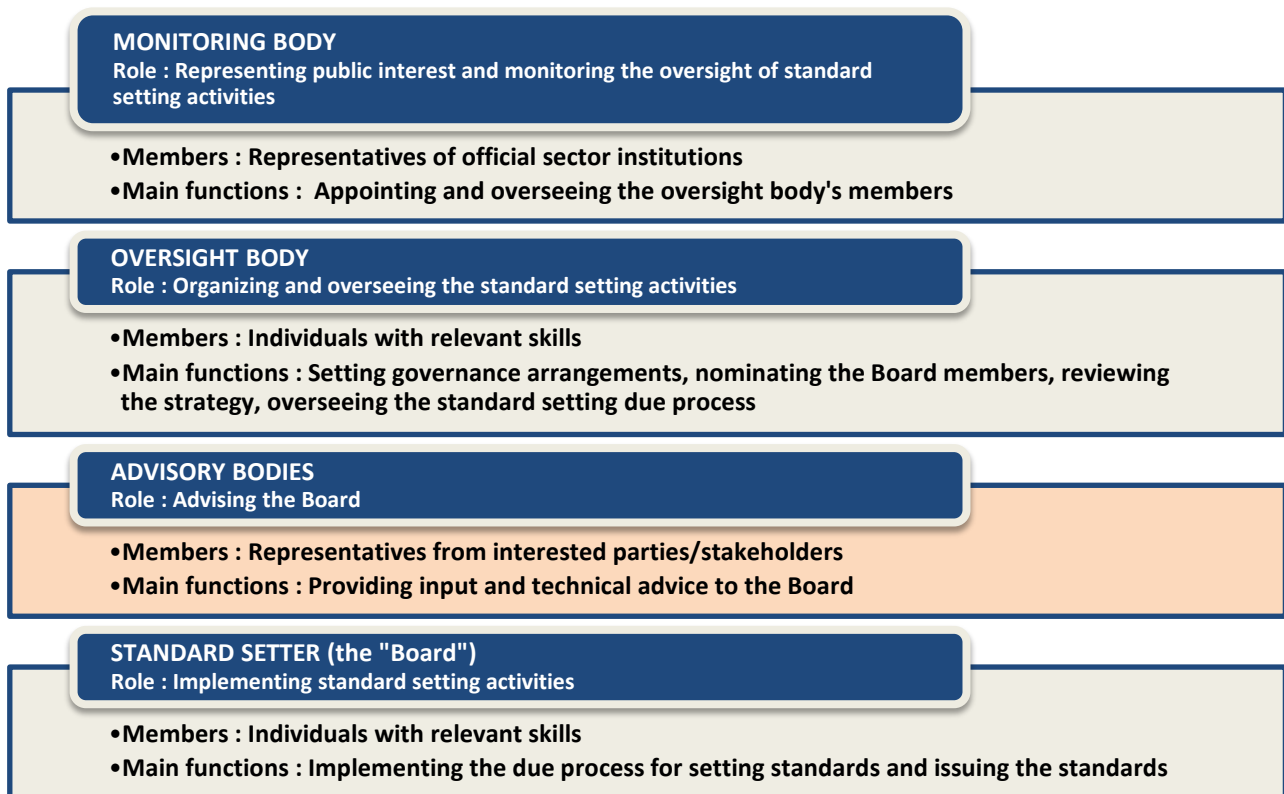 MONITORING BODY
Role : Representing public interest and monitoring the oversight of standard
setting activities
•Members : Representatives of official sector institutions
•Main functions :  Appointing and overseeing the oversight body's members
OVERSIGHT BODY
Role : Organizing and overseeing the standard setting activities
•Members : Individuals with relevant skills
•Main functions : Setting governance arrangements, nominating the Board members, reviewing
the strategy, overseeing the standard setting due process
ADVISORY BODIES
Role : Advising the Board
•Members : Representatives from interested parties/stakeholders
•Main functions : Providing input and technical advice to the Board
STANDARD SETTER (the "Board")
Role : Implementing standard setting activities
•Members : Individuals with relevant skills
•Main functions : Implementing the due process for setting standards and issuing the standards